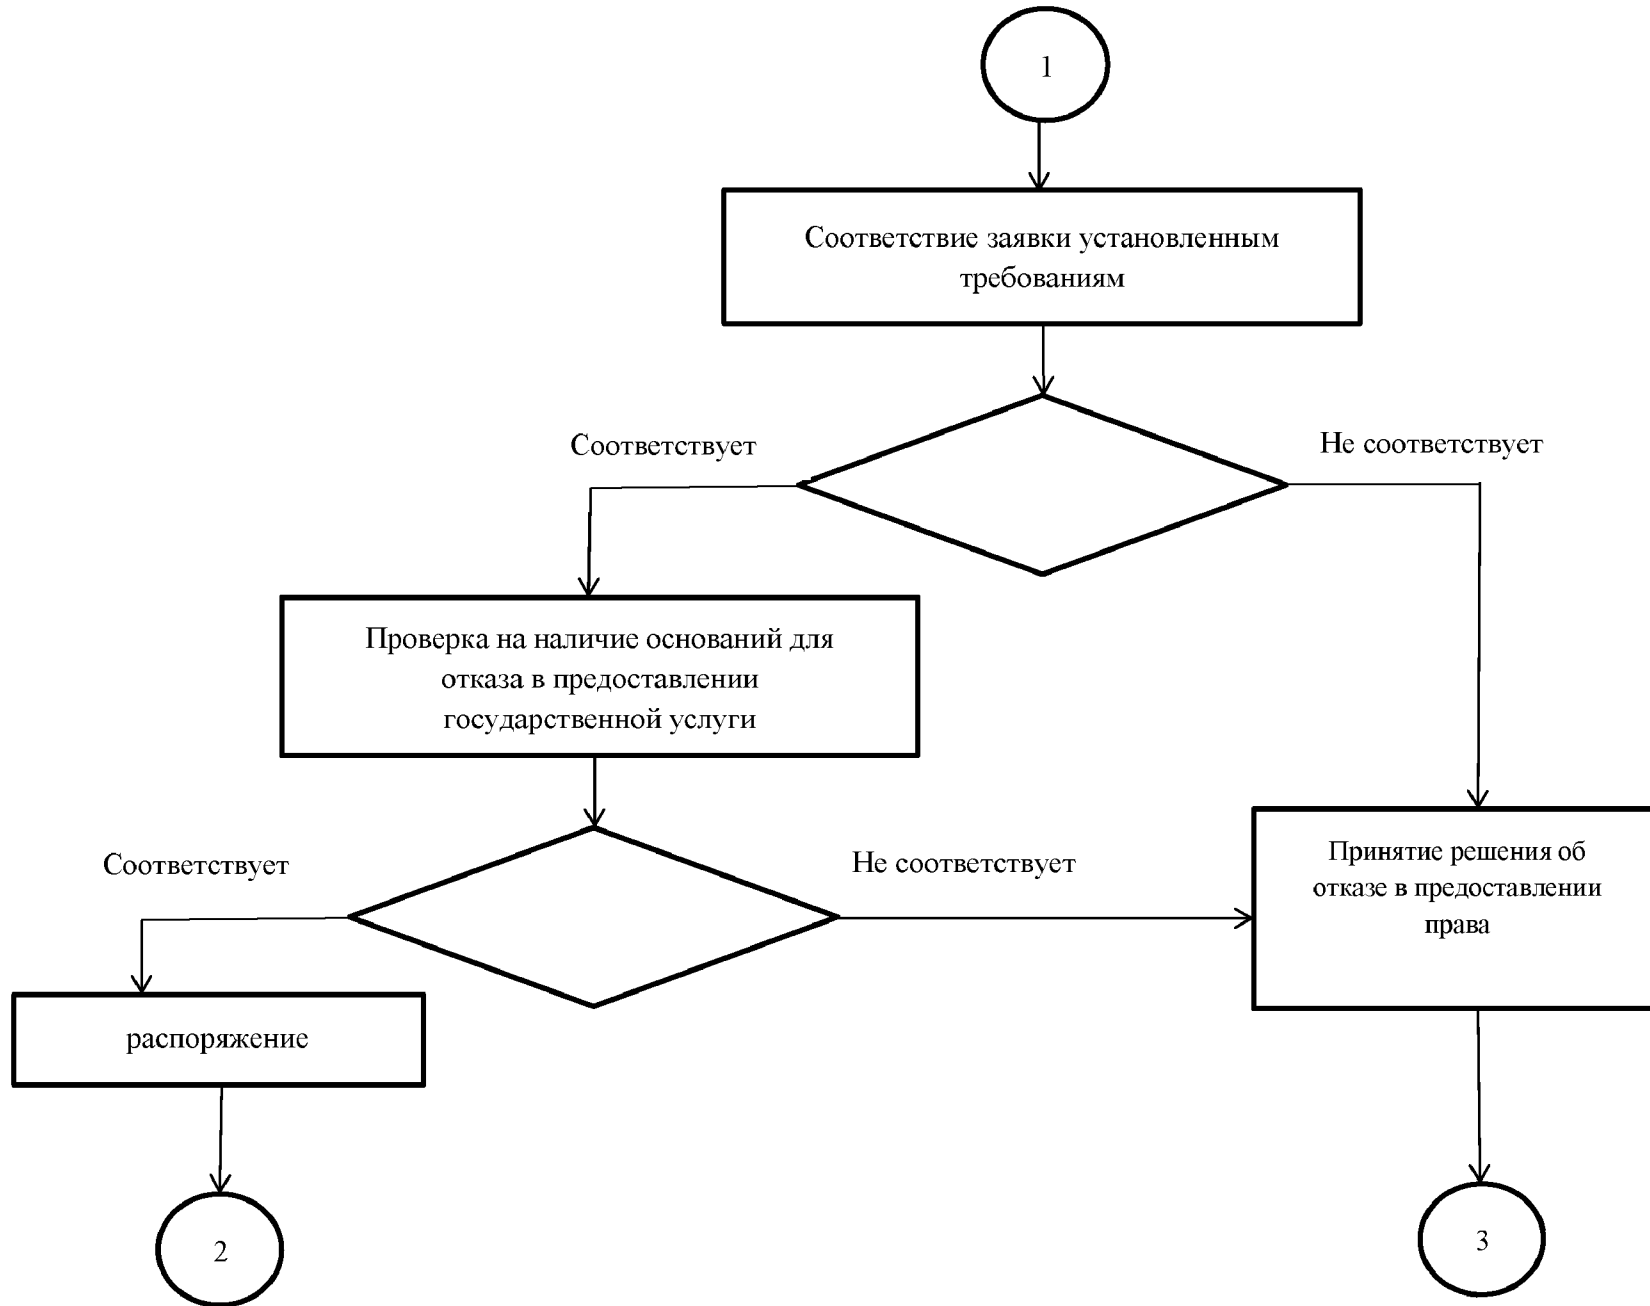 1
Соответствие заявки установленным
требованиям
Соответствует
Не соответствует
Проверка на наличие оснований для
отказа в предоставлении
государственной услуги
Соответствует
Не соответствует
Принятие решения об
отказе в предоставлении
права
распоряжение
2
3